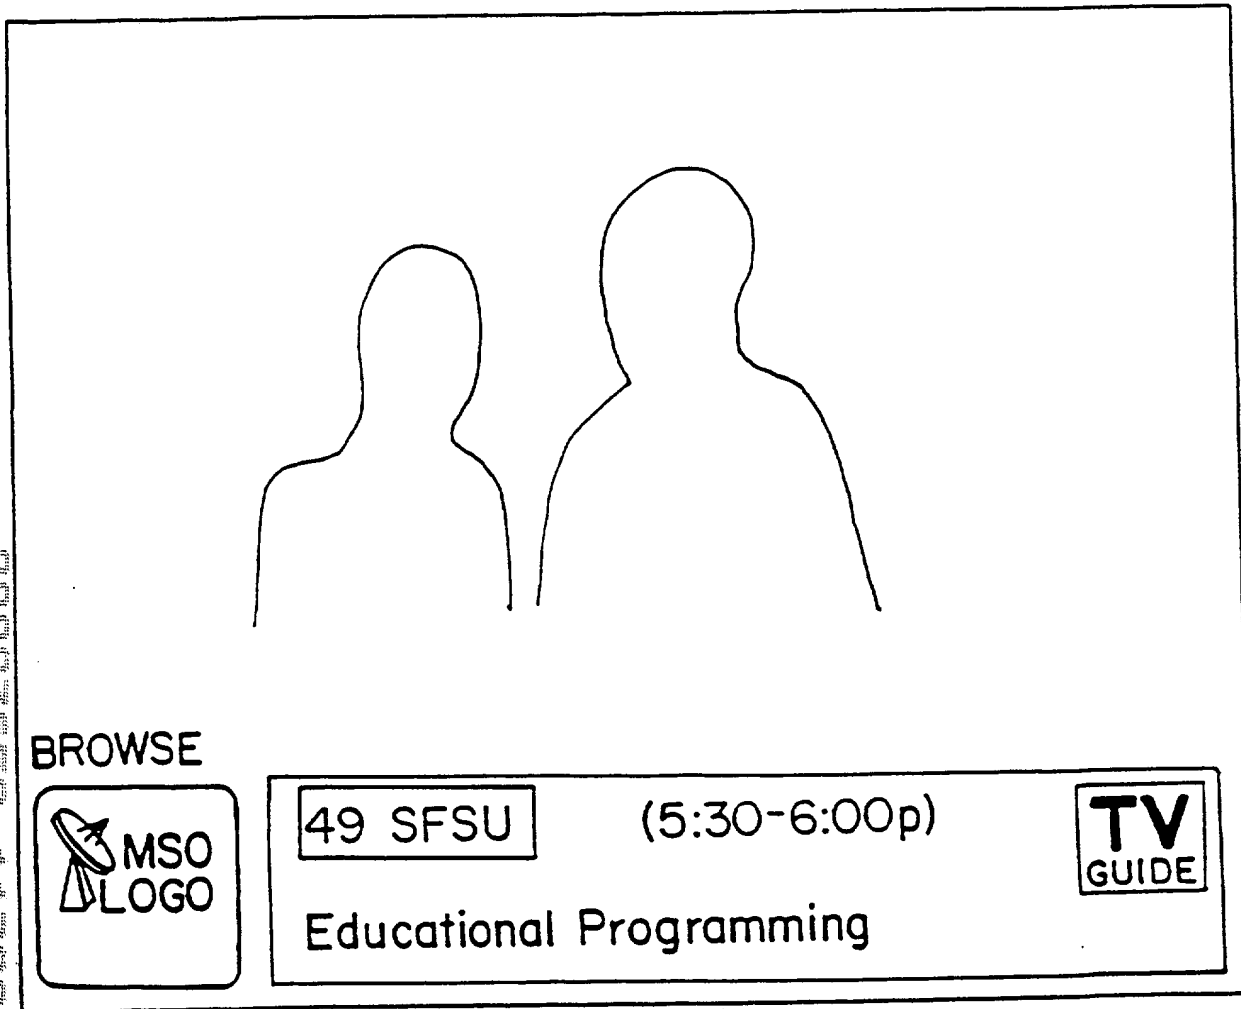 BROWSE
MSO
LOGO
49 SFSU (5:30-6:00p)
TV
GUIDE
Educational Programming